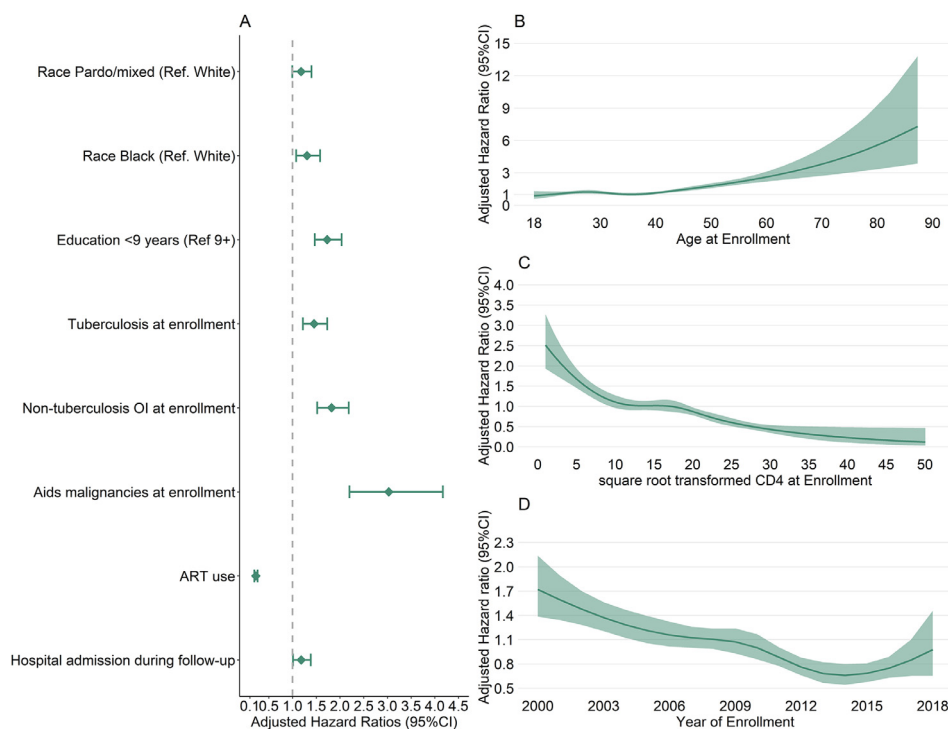 A
Race Pardo/mixed (Ref. White)
Race Black (Ref. White)
Education <9 years (Ref 9+)
Tuberculosis at enrollment
Non-tuberculosis OI at enrollment
Aids malignancies at enrollment
ART use
Hospital admission during follow-up
0.1 0.5 1.0 1.5 2.0 2.5 3.0 3.5 4.0 4.5
Adjusted Hazard Ratios (95%CI)
B
Adjusted Hazard Ratio (95%CI)
15
12
9
6
3
1
0
18 30 40 50 60 70 80 90
Age at Enrollment
C
Adjusted Hazard Ratio (95%CI)
4.0
3.5
3.0
2.5
2.0
1.5
1.0
0.5
0.0
0 5 10 15 20 25 30 35 40 45 50
square root transformed CD4 at Enrollment
D
Adjusted Hazard ratio (95%CI)
2.3
2.0
1.7
1.4
1.1
0.8
0.5
2000 2003 2006 2009 2012 2015 2018
Year of Enrollment